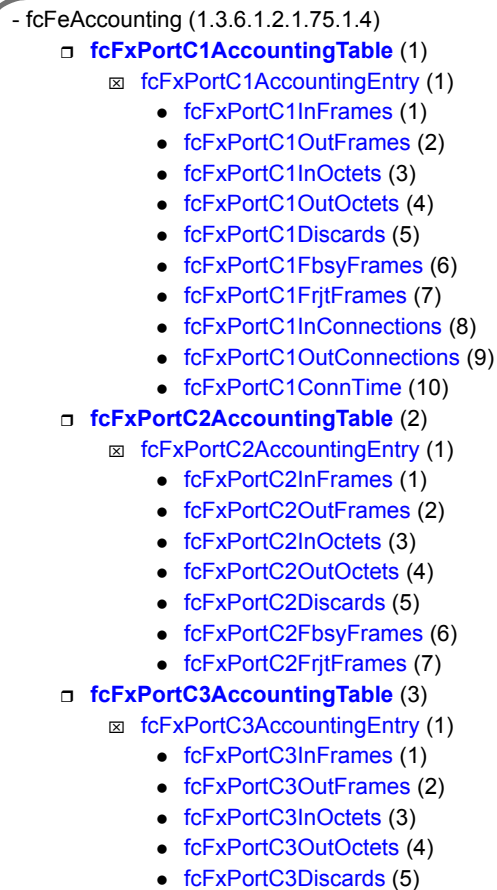 - fcFeAccounting (1.3.6.1.2.1.75.1.4)
fcFxPortC1AccountingTable (1)
fcFxPortC1AccountingEntry (1)
fcFxPortC1InFrames (1)
fcFxPortC1OutFrames (2)
fcFxPortC1InOctets (3)
fcFxPortC1OutOctets (4)
fcFxPortC1Discards (5)
fcFxPortC1FbsyFrames (6)
fcFxPortC1FrjtFrames (7)
fcFxPortC1InConnections (8)
fcFxPortC1OutConnections (9)
fcFxPortC1ConnTime (10)
fcFxPortC2AccountingTable (2)
fcFxPortC2AccountingEntry (1)
fcFxPortC2InFrames (1)
fcFxPortC2OutFrames (2)
fcFxPortC2InOctets (3)
fcFxPortC2OutOctets (4)
fcFxPortC2Discards (5)
fcFxPortC2FbsyFrames (6)
fcFxPortC2FrjtFrames (7)
fcFxPortC3AccountingTable (3)
fcFxPortC3AccountingEntry (1)
fcFxPortC3InFrames (1)
fcFxPortC3OutFrames (2)
fcFxPortC3InOctets (3)
fcFxPortC3OutOctets (4)
fcFxPortC3Discards (5)